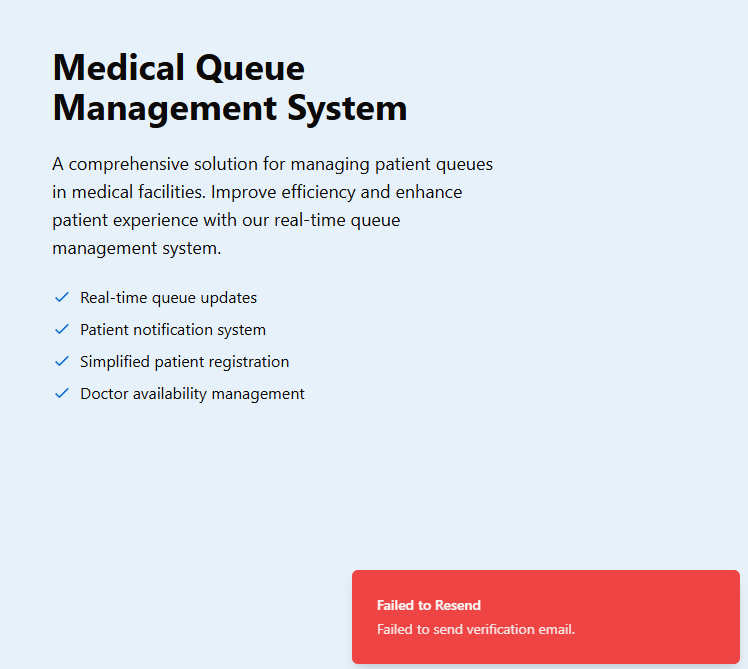 Medical Queue
Management System
A comprehensive solution for managing patient queues
in medical facilities. Improve efficiency and enhance
patient experience with our real-time queue
management system.
Real-time queue updates
Patient notification system
Simplified patient registration
Doctor availability management
Failed to Resend
Failed to send verification email.